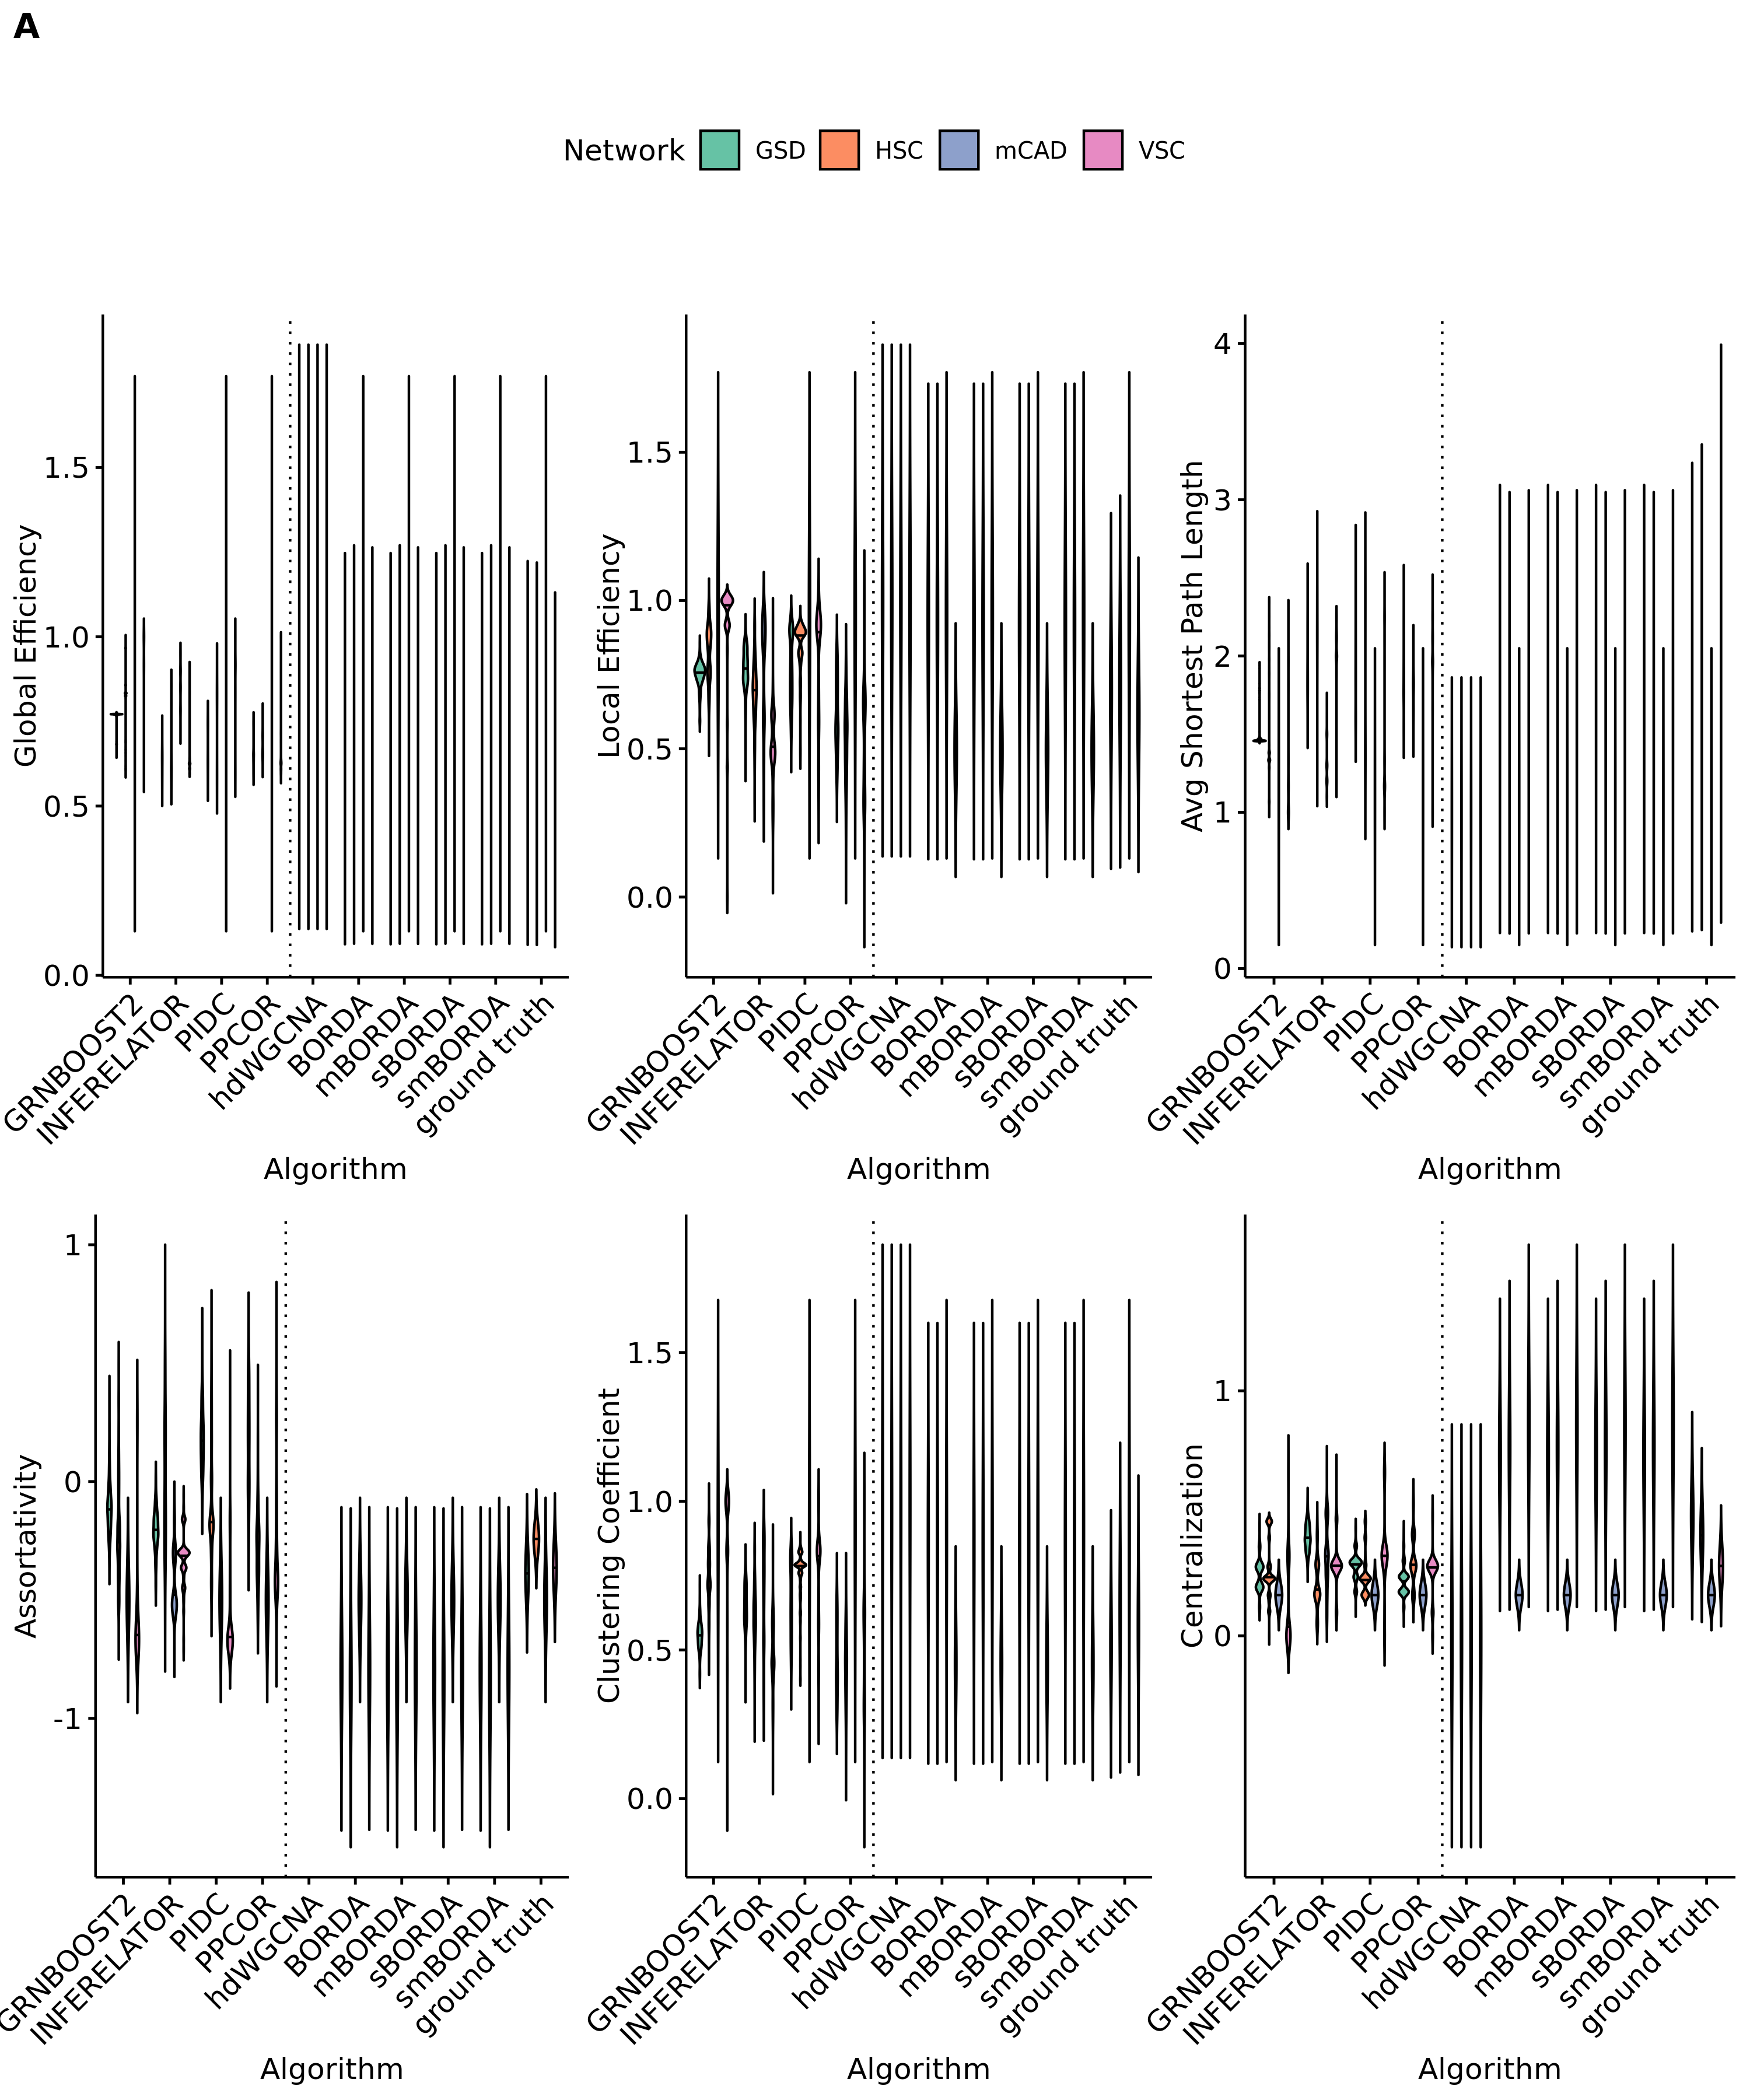 A
Network GSD HSC mCAD VSC
Global Efficiency
1.5
1.0
0.5
0.0
GRNBOOST2
INFERELATOR
PIDC
PPCOR
hdWGCNA
BORDA
mBORDA
sBORDA
smBORDA
ground truth
Algorithm
Local Efficiency
1.5
1.0
0.5
0.0
GRNBOOST2
INFERELATOR
PIDC
PPCOR
hdWGCNA
BORDA
mBORDA
sBORDA
smBORDA
ground truth
Algorithm
Avg Shortest Path Length
4
3
2
1
0
GRNBOOST2
INFERELATOR
PIDC
PPCOR
hdWGCNA
BORDA
mBORDA
sBORDA
smBORDA
ground truth
Algorithm
Assortativity
1
0
-1
GRNBOOST2
INFERELATOR
PIDC
PPCOR
hdWGCNA
BORDA
mBORDA
sBORDA
smBORDA
ground truth
Algorithm
Clustering Coefficient
1.5
1.0
0.5
0.0
GRNBOOST2
INFERELATOR
PIDC
PPCOR
hdWGCNA
BORDA
mBORDA
sBORDA
smBORDA
ground truth
Algorithm
Centralization
1
0
GRNBOOST2
INFERELATOR
PIDC
PPCOR
hdWGCNA
BORDA
mBORDA
sBORDA
smBORDA
ground truth
Algorithm